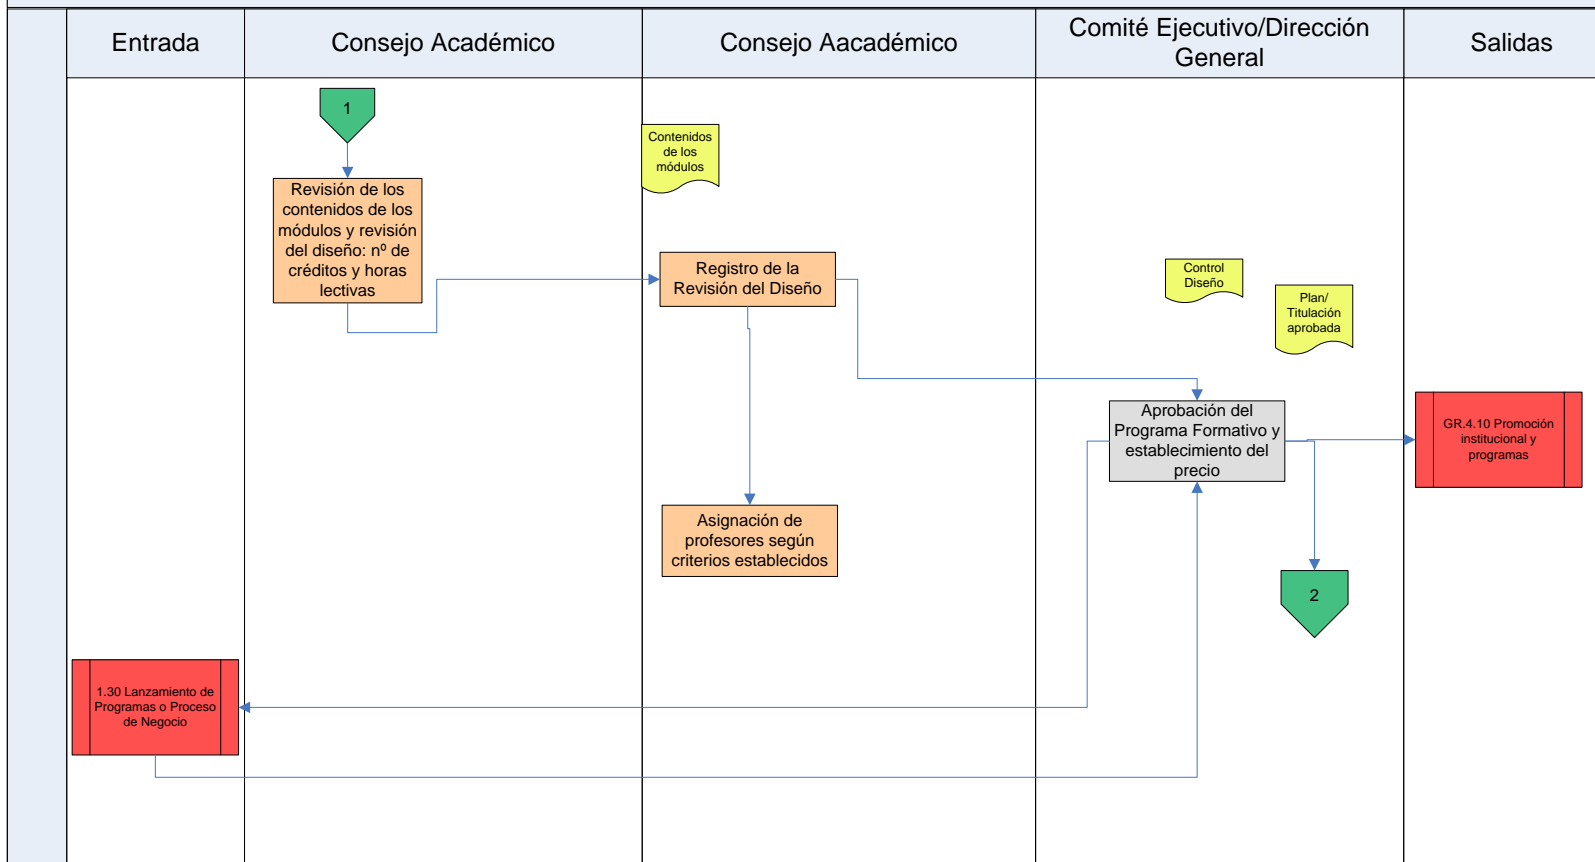 Entrada
Consejo Académico
Consejo Aacadémico
Comité Ejecutivo/Dirección
General
Salidas
1
Contenidos
de los
módulos
Revisión de los
contenidos de los
módulos y revisión
del diseño: nº de
créditos y horas
lectivas
Registro de la
Revisión del Diseño
Control
Diseño
Plan/
Titulación
aprobada
Aprobación del
Programa Formativo y
establecimiento del
precio
GR.4.10 Promoción
institucional y
programas
Asignación de
profesores según
criterios establecidos
2
1.30 Lanzamiento de
Programas o Proceso
de Negocio